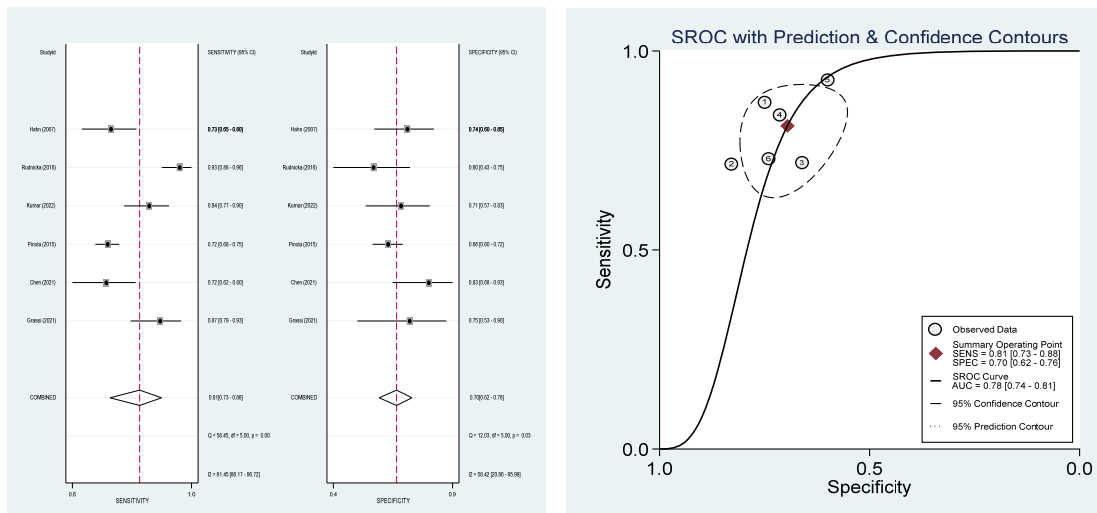 StudyId SENSITIVITY (95% CI)
Hahn (2007) 0.73 [0.65 - 0.80]
Rudnicka (2016) 0.93 [0.88 - 0.96]
Kumar (2022) 0.84 [0.77 - 0.90]
Pinola (2015) 0.72 [0.68 - 0.75]
Chen (2021) 0.72 [0.62 - 0.80]
Grassi (2021) 0.87 [0.79 - 0.93]
COMBINED 0.81[0.73 - 0.88]
Q = 58.45, df = 5.00, p = 0.00
I2 = 91.45 [86.17 - 96.72]
0.6 1.0
SENSITIVITY
StudyId SPECIFICITY (95% CI)
Hahn (2007) 0.74 [0.60 - 0.85]
Rudnicka (2016) 0.60 [0.43 - 0.75]
Kumar (2022) 0.71 [0.57 - 0.83]
Pinola (2015) 0.66 [0.60 - 0.72]
Chen (2021) 0.83 [0.68 - 0.93]
Grassi (2021) 0.75 [0.53 - 0.90]
COMBINED 0.70[0.62 - 0.76]
Q = 12.03, df = 5.00, p = 0.03
I2 = 58.42 [20.86 - 95.98]
0.4 0.9
SPECIFICITY
SROC with Prediction & Confidence Contours
1.0
0.5
0.0
Sensitivity
5
1
4
6
2
3
Observed Data
Summary Operating Point
SENS = 0.81 [0.73 - 0.88]
SPEC = 0.70 [0.62 - 0.76]
SROC Curve
AUC = 0.78 [0.74 - 0.81]
95% Confidence Contour
95% Prediction Contour
1.0 0.5 0.0
Specificity